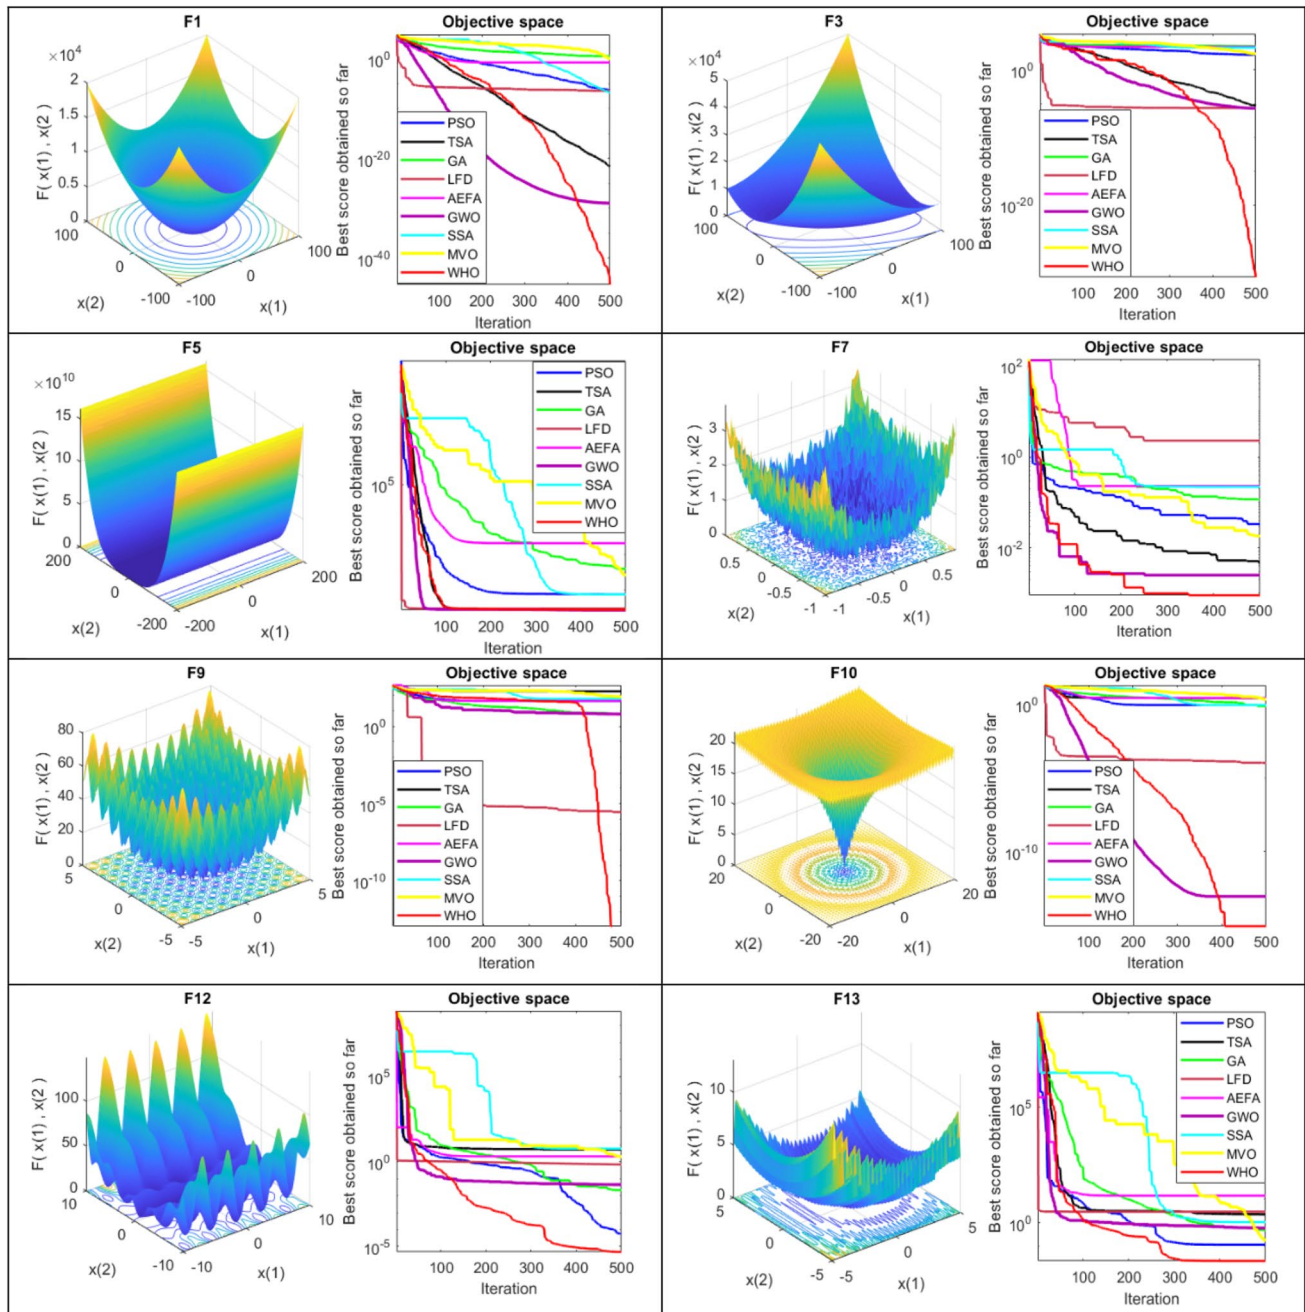 F1
Objective space
×10^4
F( x(1) , x(2 )
2
1.5
1
0.5
0
100
0
-100
-100
0
100
x(2)
x(1)
Best score obtained so far
10^0
10^-20
10^-40
PSO
TSA
GA
LFD
AEFA
GWO
SSA
MVO
WHO
100 200 300 400 500
Iteration
F3
Objective space
×10^4
F( x(1) , x(2 )
5
4
3
2
1
0
100
0
-100
-100
0
100
x(2)
x(1)
Best score obtained so far
10^0
10^-20
PSO
TSA
GA
LFD
AEFA
GWO
SSA
MVO
WHO
100 200 300 400 500
Iteration
F5
Objective space
×10^10
F( x(1) , x(2 )
15
10
5
0
200
0
-200
-200
0
200
x(2)
x(1)
Best score obtained so far
10^5
PSO
TSA
GA
LFD
AEFA
GWO
SSA
MVO
WHO
100 200 300 400 500
Iteration
F7
Objective space
F( x(1) , x(2 )
3
2
1
0
0.5
0
-0.5
-1
-1
-0.5
0
0.5
x(2)
x(1)
Best score obtained so far
10^2
10^0
10^-2
100 200 300 400 500
Iteration
F9
Objective space
F( x(1) , x(2 )
80
60
40
20
0
5
0
-5
-5
0
5
x(2)
x(1)
Best score obtained so far
10^0
10^-5
10^-10
PSO
TSA
GA
LFD
AEFA
GWO
SSA
MVO
WHO
100 200 300 400 500
Iteration
F10
Objective space
F( x(1) , x(2 )
20
15
10
5
0
20
0
-20
-20
0
20
x(2)
x(1)
Best score obtained so far
10^0
10^-10
PSO
TSA
GA
LFD
AEFA
GWO
SSA
MVO
WHO
100 200 300 400 500
Iteration
F12
Objective space
F( x(1) , x(2 )
100
50
0
10
0
-10
-10
0
10
x(2)
x(1)
Best score obtained so far
10^5
10^0
10^-5
100 200 300 400 500
Iteration
F13
Objective space
F( x(1) , x(2 )
10
5
0
5
0
-5
-5
0
5
x(2)
x(1)
Best score obtained so far
10^5
10^0
PSO
TSA
GA
LFD
AEFA
GWO
SSA
MVO
WHO
100 200 300 400 500
Iteration